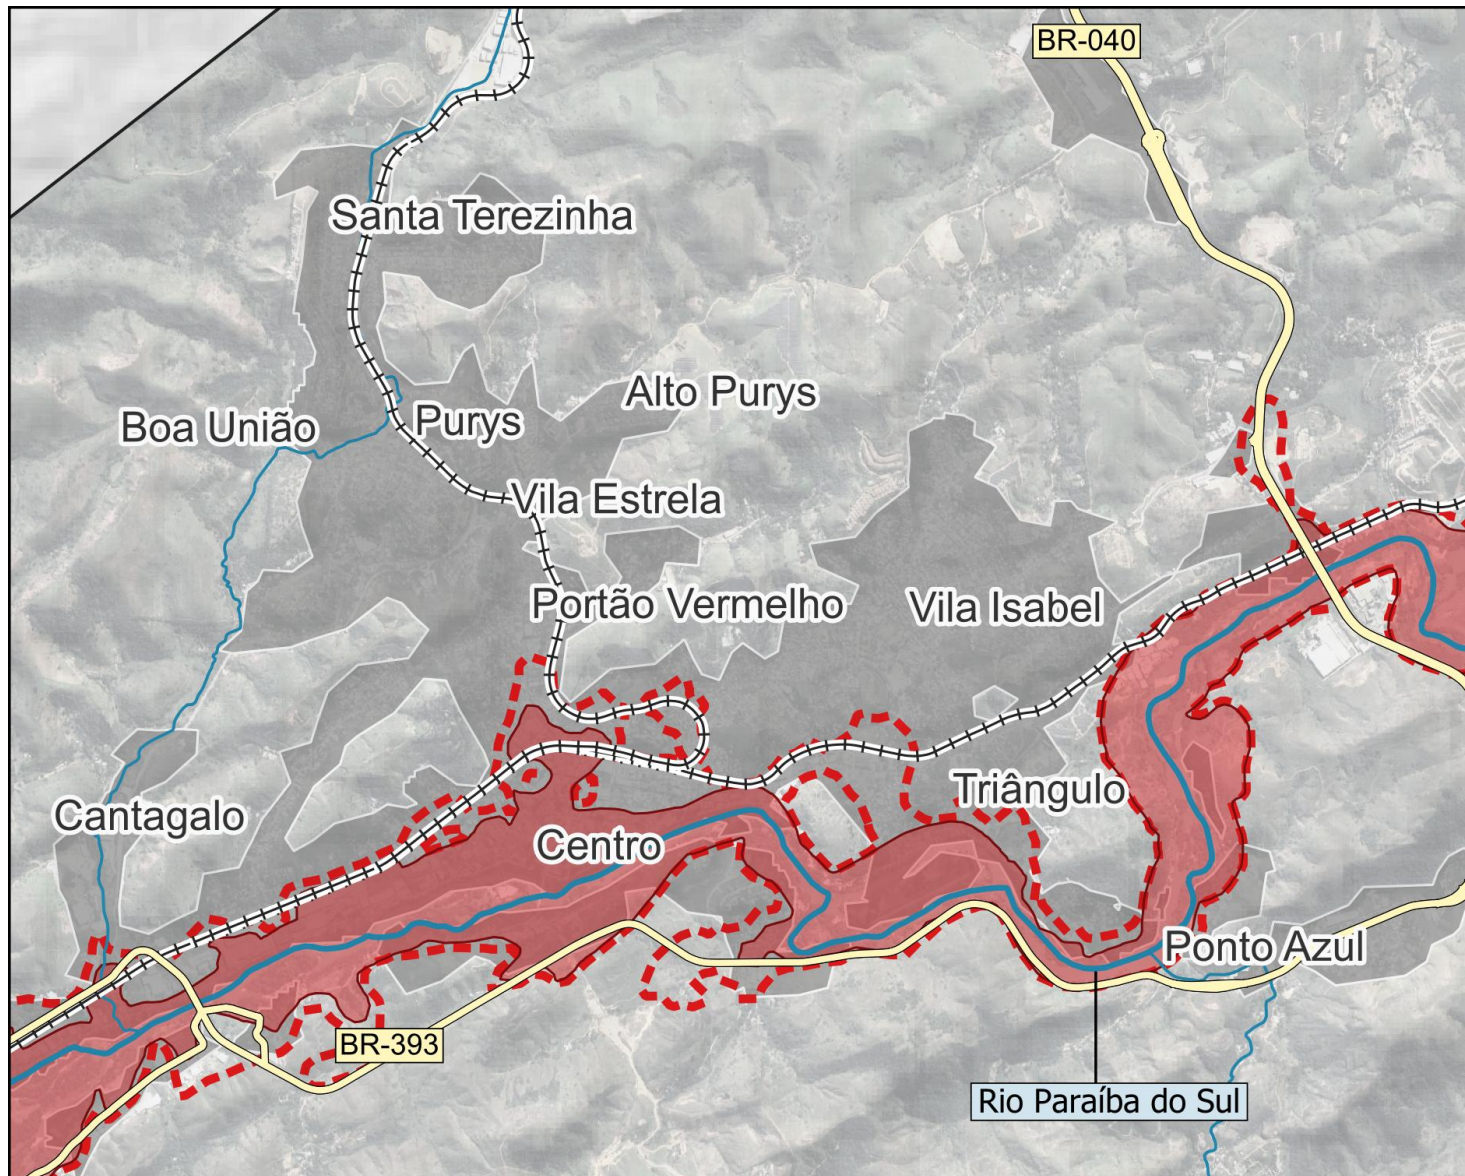 BR-040
Santa Terezinha
Alto Purys
Boa União
Purys
Vila Estrela
Portão Vermelho
Vila Isabel
Triângulo
Cantagalo
Centro
Ponto Azul
BR-393
Rio Paraíba do Sul